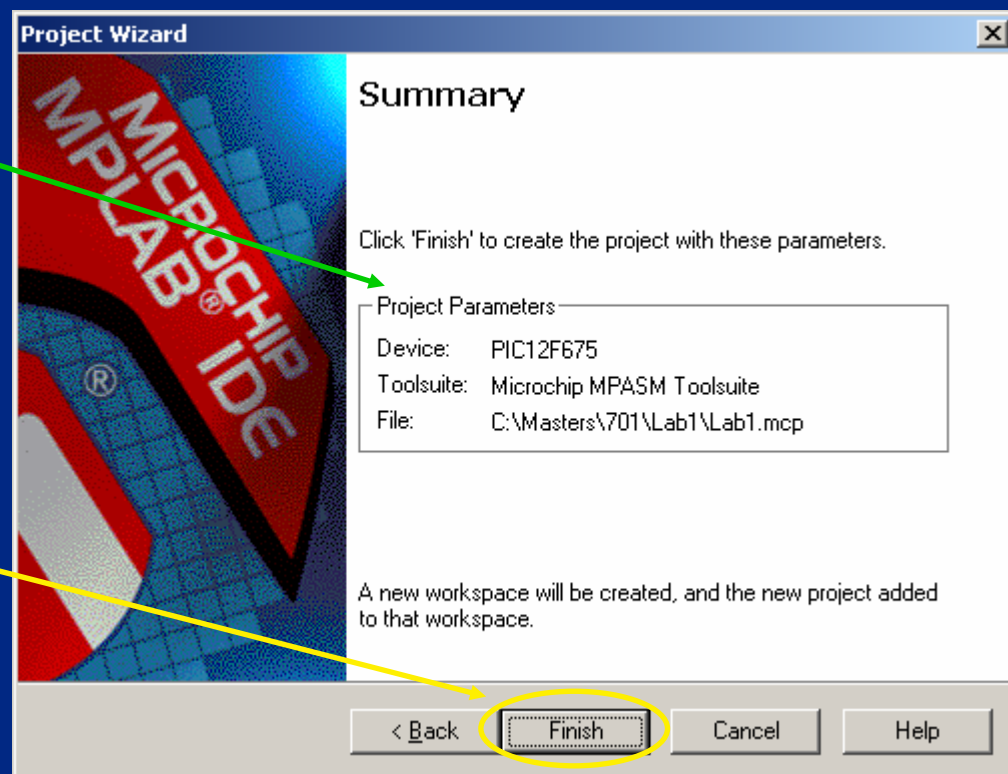 Project Wizard
MICROCHIP
MPLAB® IDE
®
Summary
Click 'Finish' to create the project with these parameters.
Project Parameters
Device: PIC12F675
Toolsuite: Microchip MPASM Toolsuite
File: C:\Masters\701\Lab1\Lab1.mcp
A new workspace will be created, and the new project added
to that workspace.
< Back Finish Cancel Help